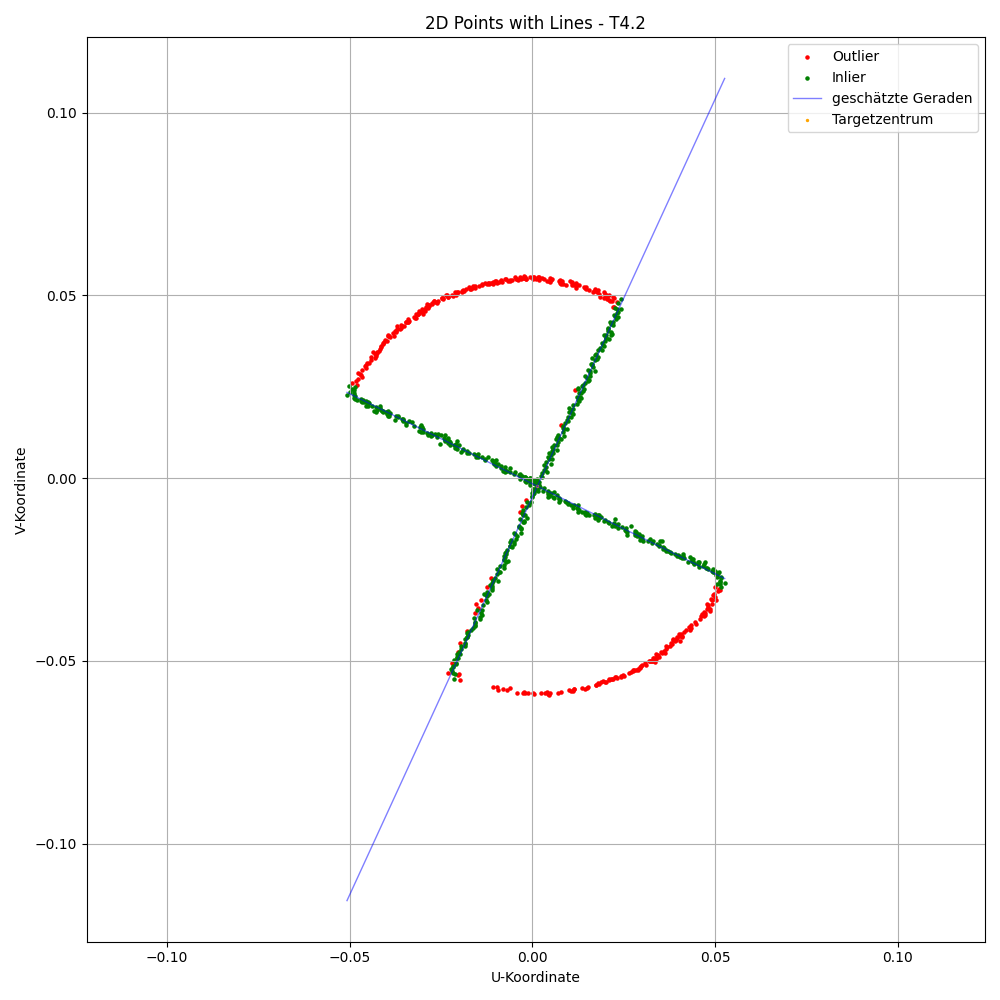 2D Points with Lines - T4.2
Outlier
Inlier
geschätzte Geraden
Targetzentrum
V-Koordinate
0.10
0.05
0.00
−0.05
−0.10
−0.10
−0.05
0.00
0.05
0.10
U-Koordinate